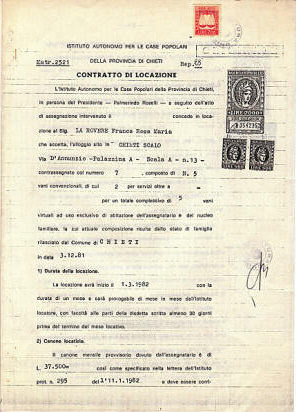 ISTITUTO AUTONOMO PER LE CASE POPOLARI
DELLA PROVINCIA DI CHIETI
Matr.2521
Rep.65
CONTRATTO DI LOCAZIONE
L'Istituto Autonomo per le Case Popolari della Provincia di Chieti,
in persona del Presidente - Palmerindo Roselli - a seguito dell'atto
di assegnazione intervenuto il concede in loca-
zione al Sig. LA ROVERE Franca Rosa Maria
che accetta, l'alloggio sito in CHIETI SCALO
Via D'Annunzio - Palazzina A - Scala A - n.13 -
contrassegnato col numero 7 , composto di N.5
vani convenzionali, di cui 2 per servizi oltre a
per un totale complessivo di 5 vani
virtuali ad uso esclusivo di abitazione dell'assegnatario e del nucleo
familiare, la cui attuale composizione risulta dallo stato di famiglia
rilasciato dal Comune di CHIETI
in data 3.12.81
1) Durata della locazione.
La locazione avrà inizio il 1.3.1982 con la
durata di un mese e sarà prorogabile di mese in mese dall'Istituto
locatore, con facoltà alle parti della disdetta scritta almeno 30 giorni
prima del termine del mese locativo.
2) Canone locativo.
Il canone mensile provvisorio dovuto dall'assegnatario è di
L. 37.500= così come specificato nella lettera dell'Istituto
prot. n. 295 del l'11.1.1982 e deve essere corri-
LIRE 2000